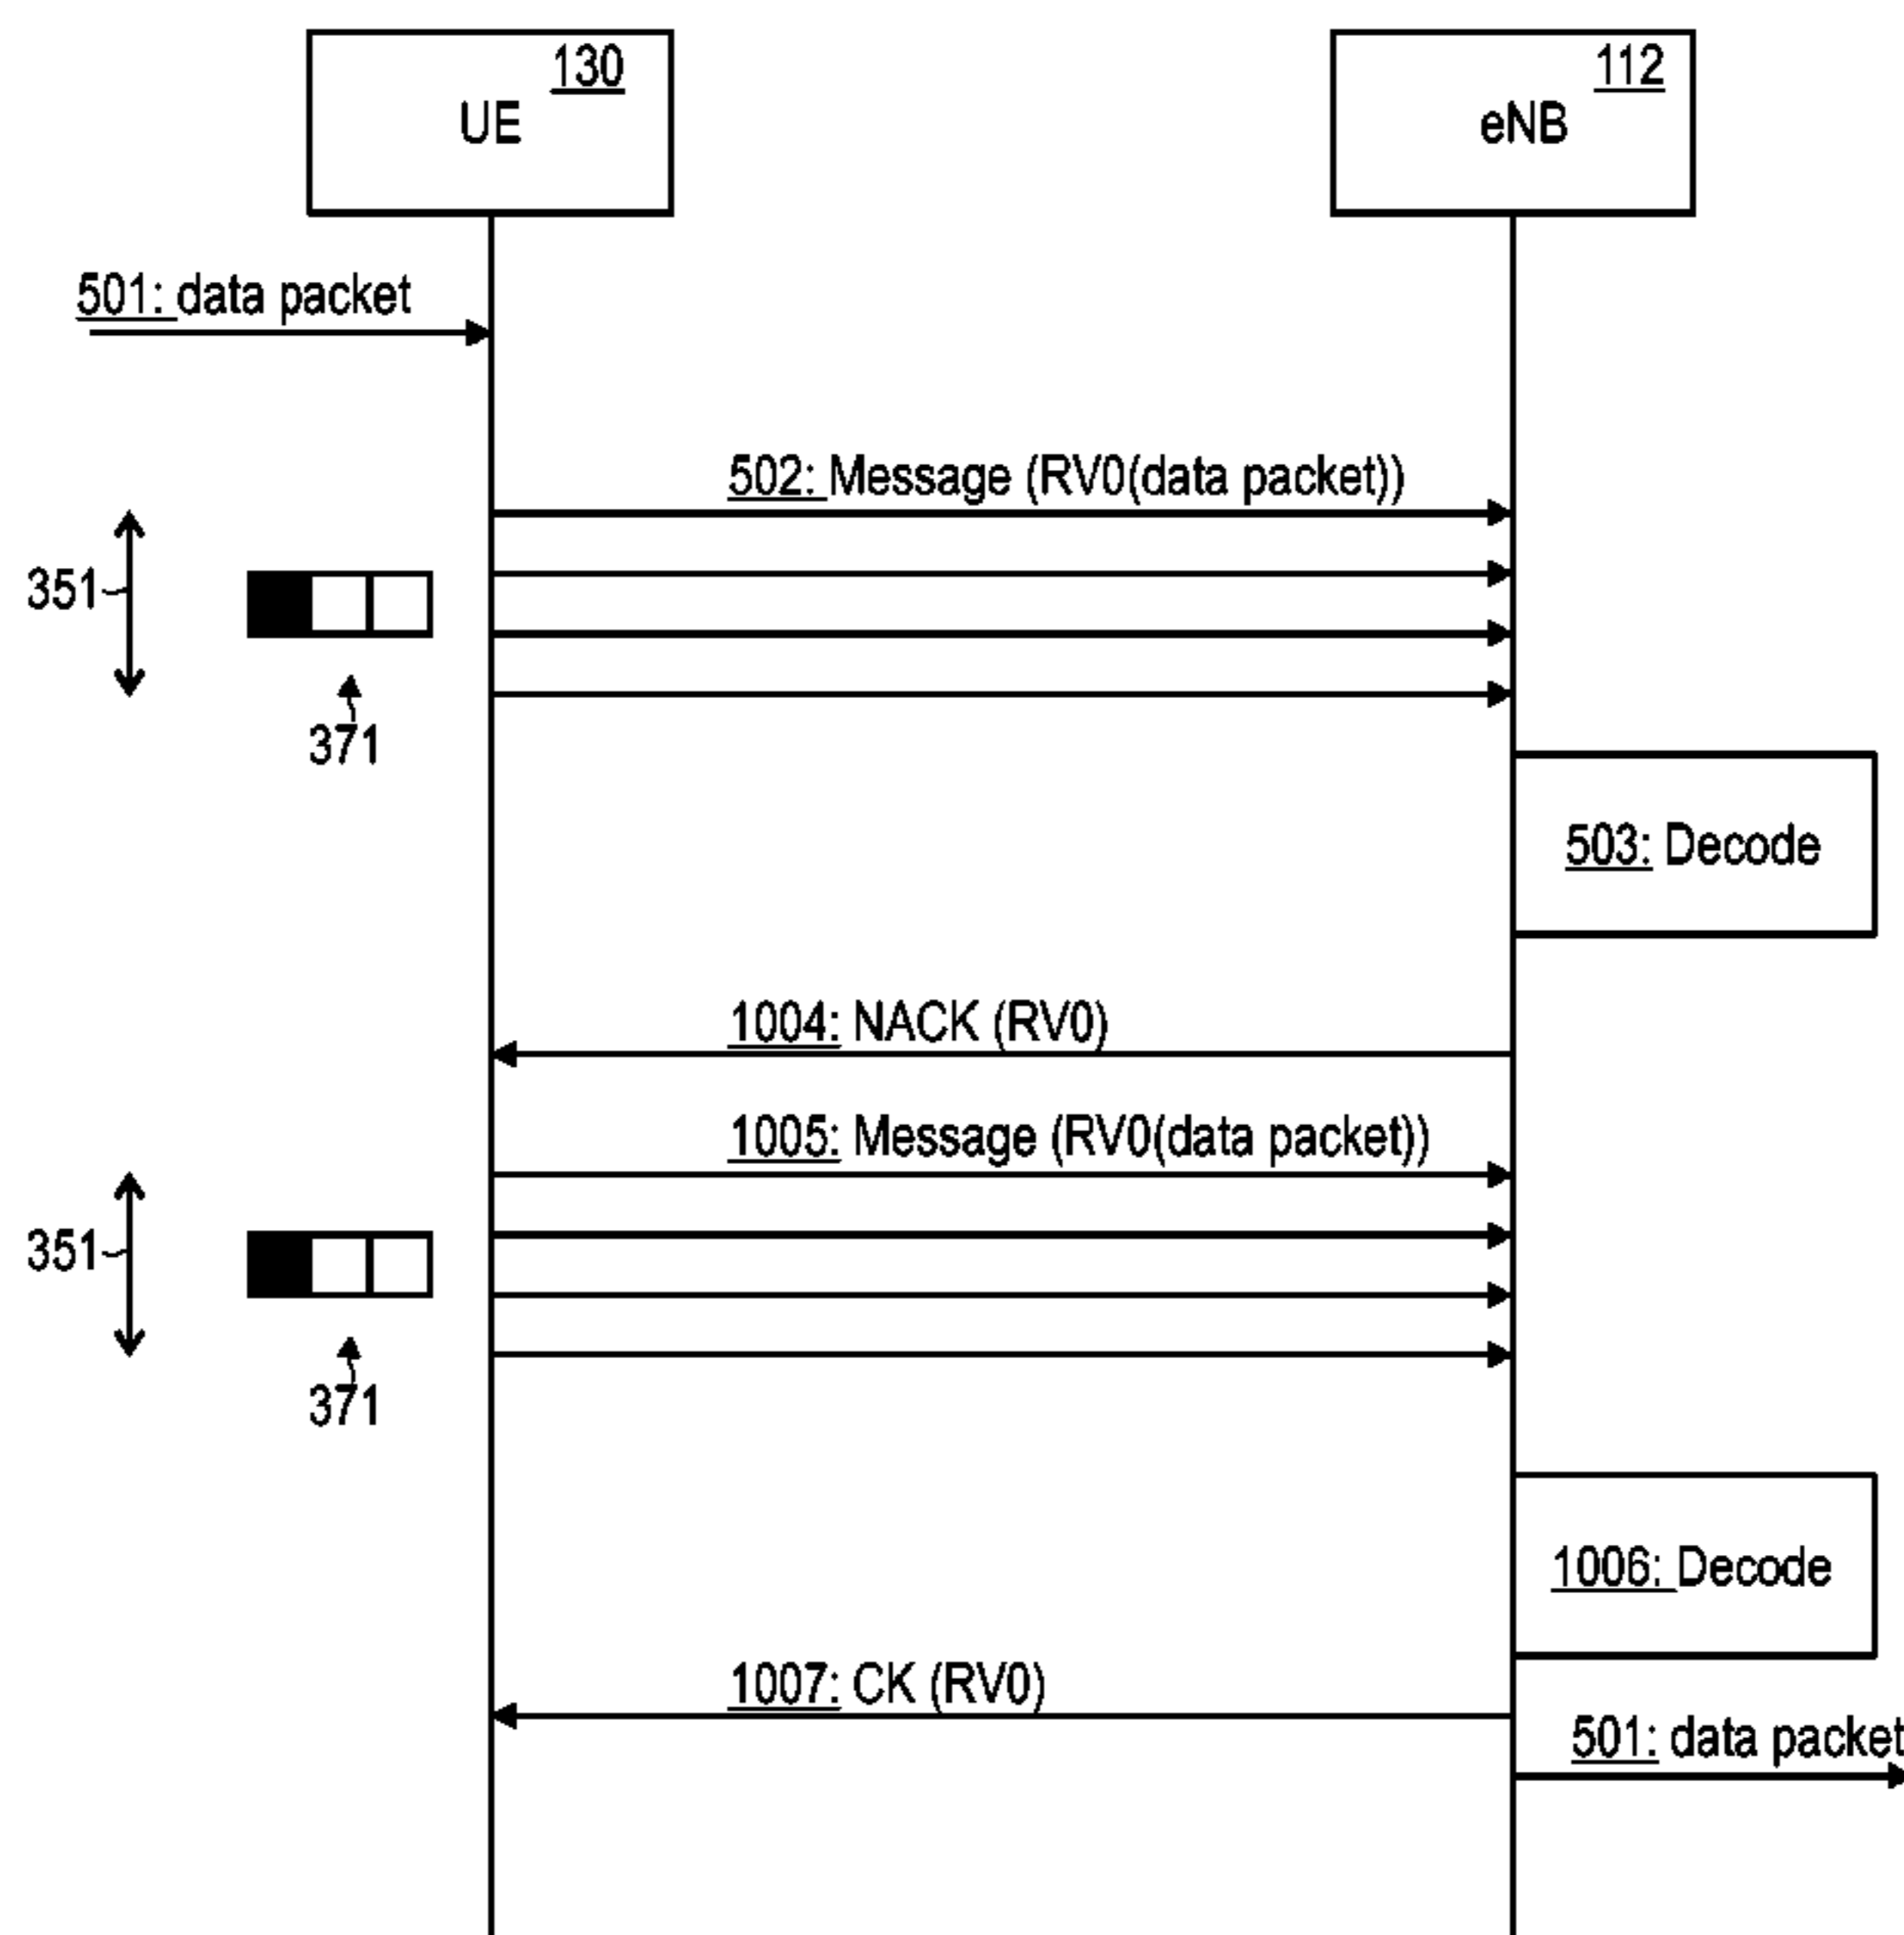 130
UE
112
eNB
501: data packet
502: Message (RV0(data packet))
351
371
503: Decode
1004: NACK (RV0)
1005: Message (RV0(data packet))
351
371
1006: Decode
1007: CK (RV0)
501: data packet